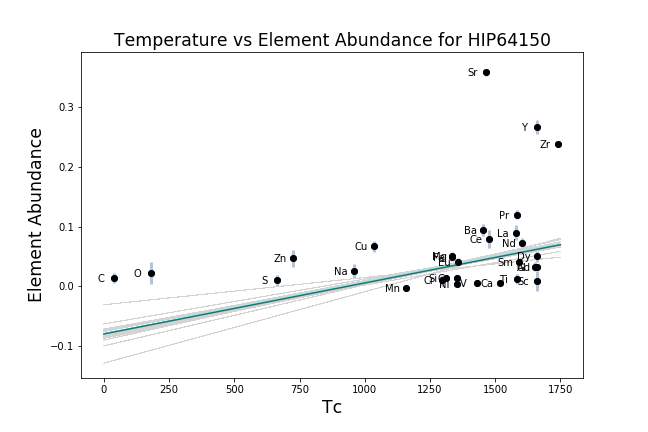 Temperature vs Element Abundance for HIP64150
Element Abundance
0.3
0.2
0.1
0.0
−0.1
Sr
Y
Zr
Pr
La
Ba
Ce
Nd
Cu
Zn
Na
O
C
S
Mn
Eu
Sm
Dy
Si
Ni
V
Ca
Ti
Sc
0
250
500
750
1000
1250
1500
1750
Tc